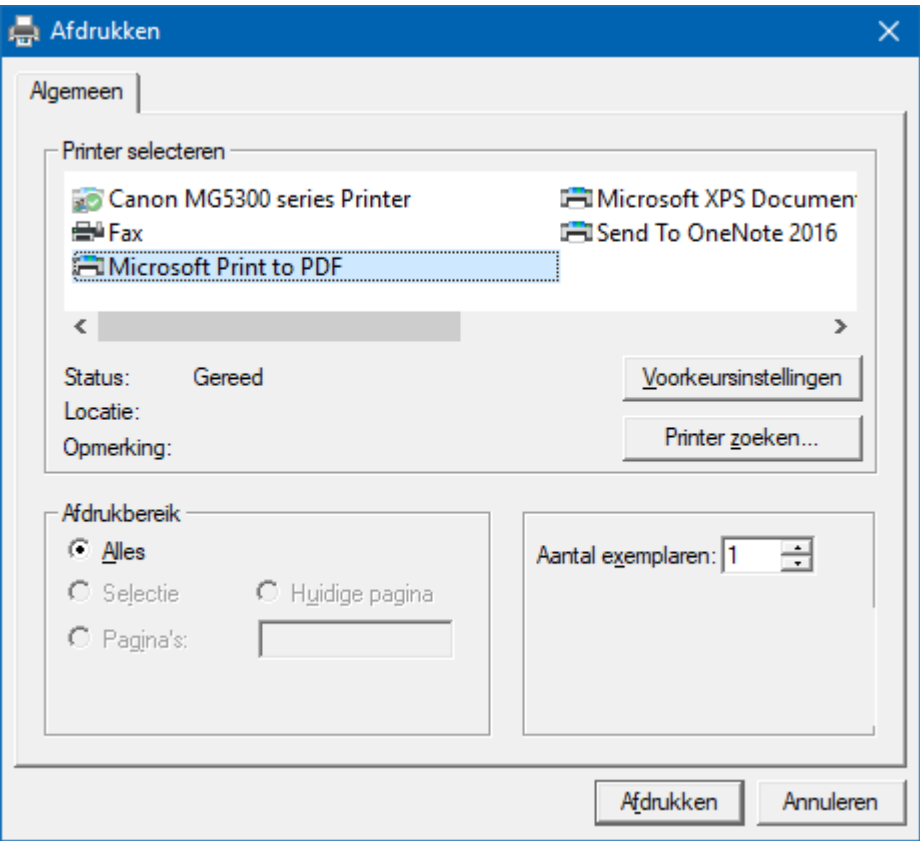 Afdrukken
Algemeen
Printer selecteren
Canon MG5300 series Printer
Microsoft XPS Documen
Fax
Send To OneNote 2016
Microsoft Print to PDF
Status: Gereed
Voorkeursinstellingen
Locatie:
Printer zoeken...
Opmerking:
Afdrukbereik
Alles
Aantal exemplaren: 1
Selectie
Huidige pagina
Pagina's:
Afdrukken
Annuleren